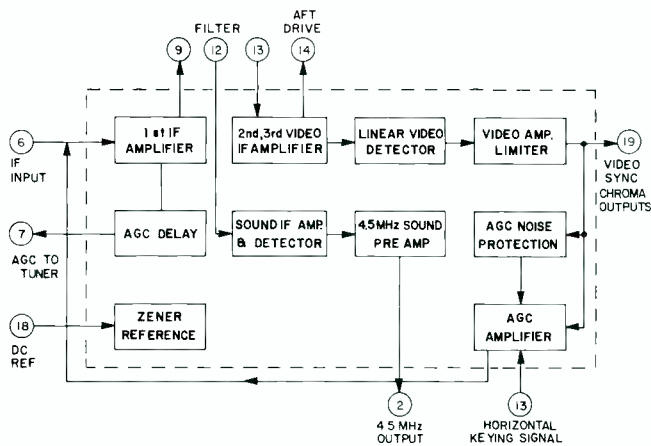 AFT
FILTER DRIVE
9 12 13 14
6
IF
INPUT
1st IF
AMPLIFIER
2nd, 3rd VIDEO
IF AMPLIFIER
LINEAR VIDEO
DETECTOR
VIDEO AMP.
LIMITER
19
VIDEO
SYNC
CHROMA
OUTPUTS
7
AGC TO
TUNER
AGC DELAY
SOUND IF AMP.
& DETECTOR
4.5MHz SOUND
PRE AMP
AGC NOISE
PROTECTION
18
DC
REF
ZENER
REFERENCE
AGC
AMPLIFIER
2
4 5 MHz
OUTPUT
13
HORIZONTAL
KEYING SIGNAL